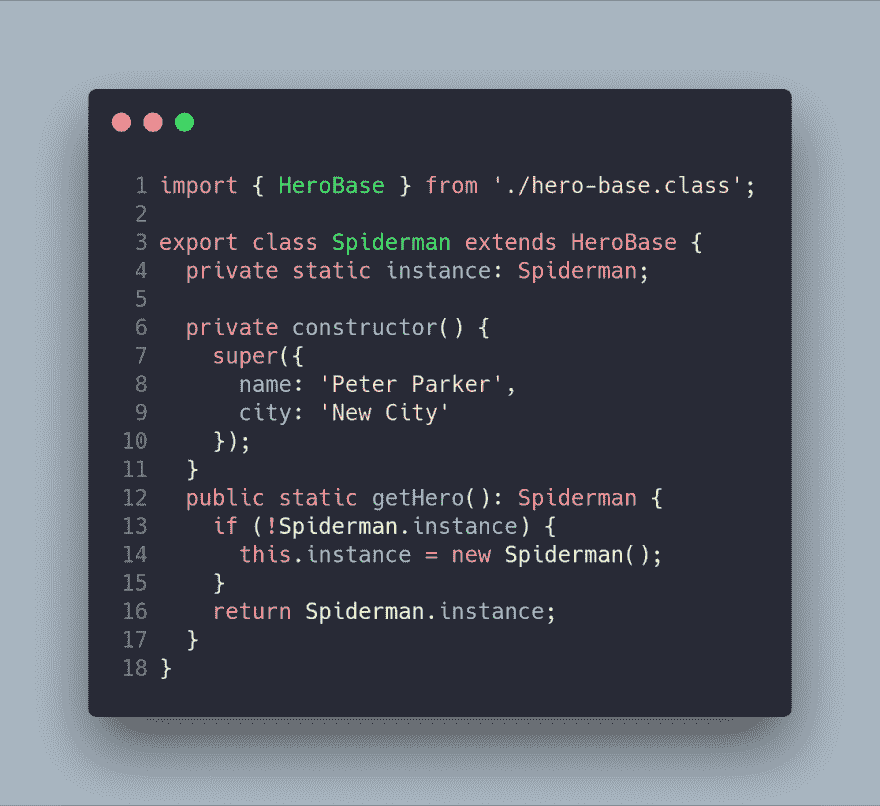 1 import { HeroBase } from './hero-base.class';
2
3 export class Spiderman extends HeroBase {
4   private static instance: Spiderman;
5
6   private constructor() {
7     super({
8       name: 'Peter Parker',
9       city: 'New City'
10     });
11   }
12   public static getHero(): Spiderman {
13     if (!Spiderman.instance) {
14       this.instance = new Spiderman();
15     }
16     return Spiderman.instance;
17   }
18 }